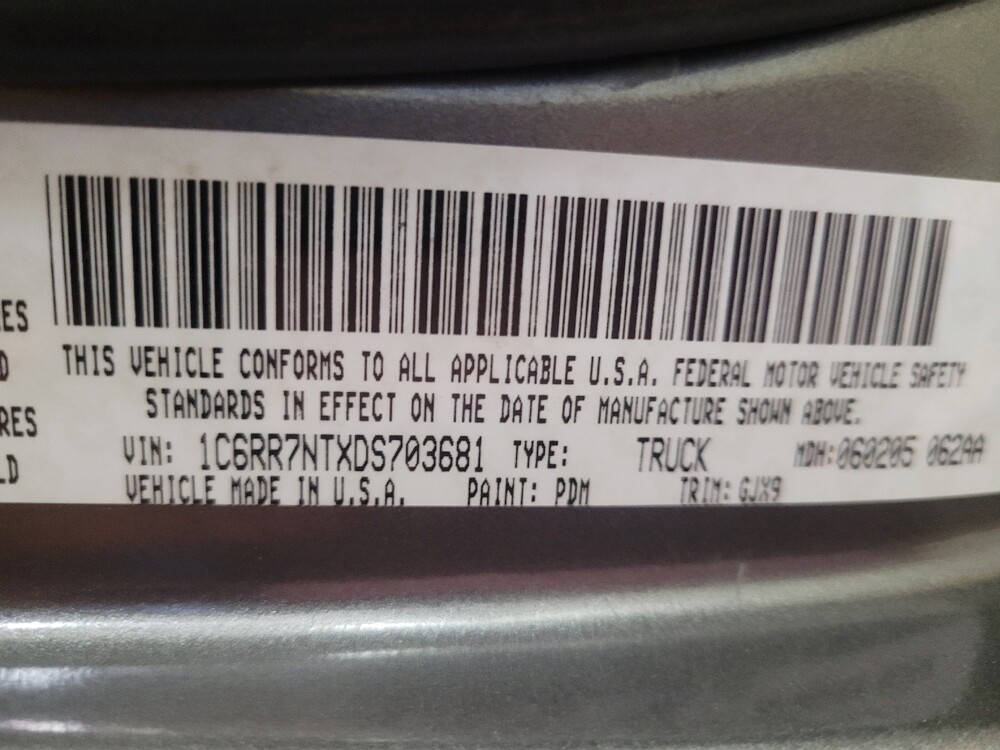 ES
D
RES
LD
THIS VEHICLE CONFORMS TO ALL APPLICABLE U.S.A. FEDERAL MOTOR VEHICLE SAFETY
STANDARDS IN EFFECT ON THE DATE OF MANUFACTURE SHOWN ABOVE.
VIN: 1C6RR7NTXDS703681 TYPE: TRUCK MDH:060205 062AA
VEHICLE MADE IN U.S.A. PAINT: PDM TRIM: GJX9